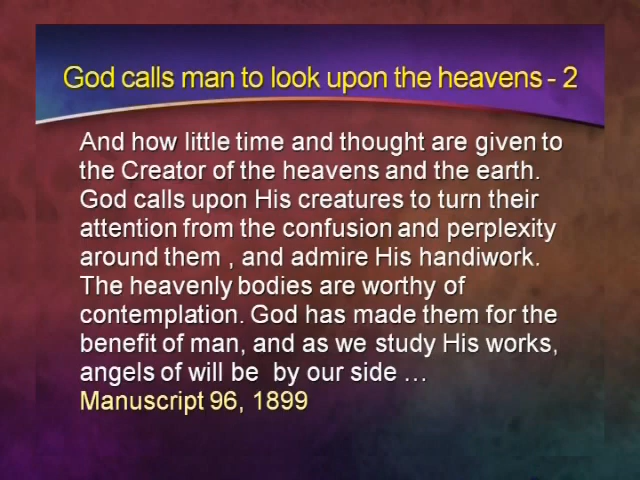 God calls man to look upon the heavens - 2
And how little time and thought are given to
the Creator of the heavens and the earth.
God calls upon His creatures to turn their
attention from the confusion and perplexity
around them , and admire His handiwork.
The heavenly bodies are worthy of
contemplation. God has made them for the
benefit of man, and as we study His works,
angels of will be  by our side …
Manuscript 96, 1899